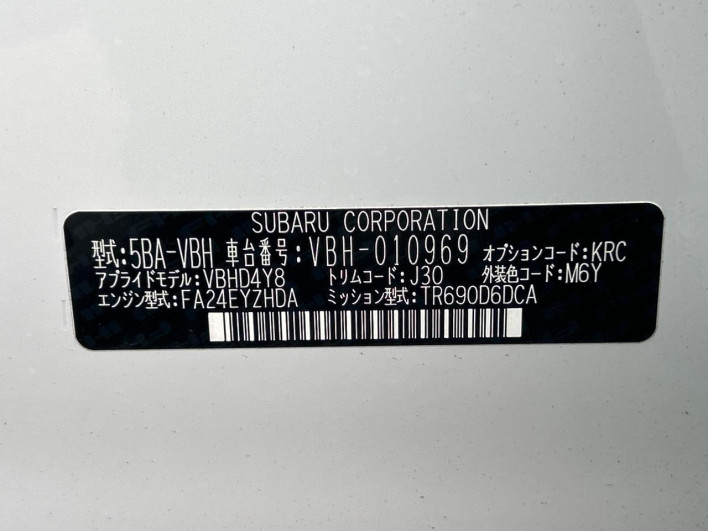 SUBARU CORPORATION
型式:5BA-VBH 車台番号:VBH-010969 オプションコード:KRC
アプライドモデル:VBHD4Y8 トリムコード:J30 外装色コード:M6Y
エンジン型式:FA24EYZHDA ミッション型式:TR690D6DCA